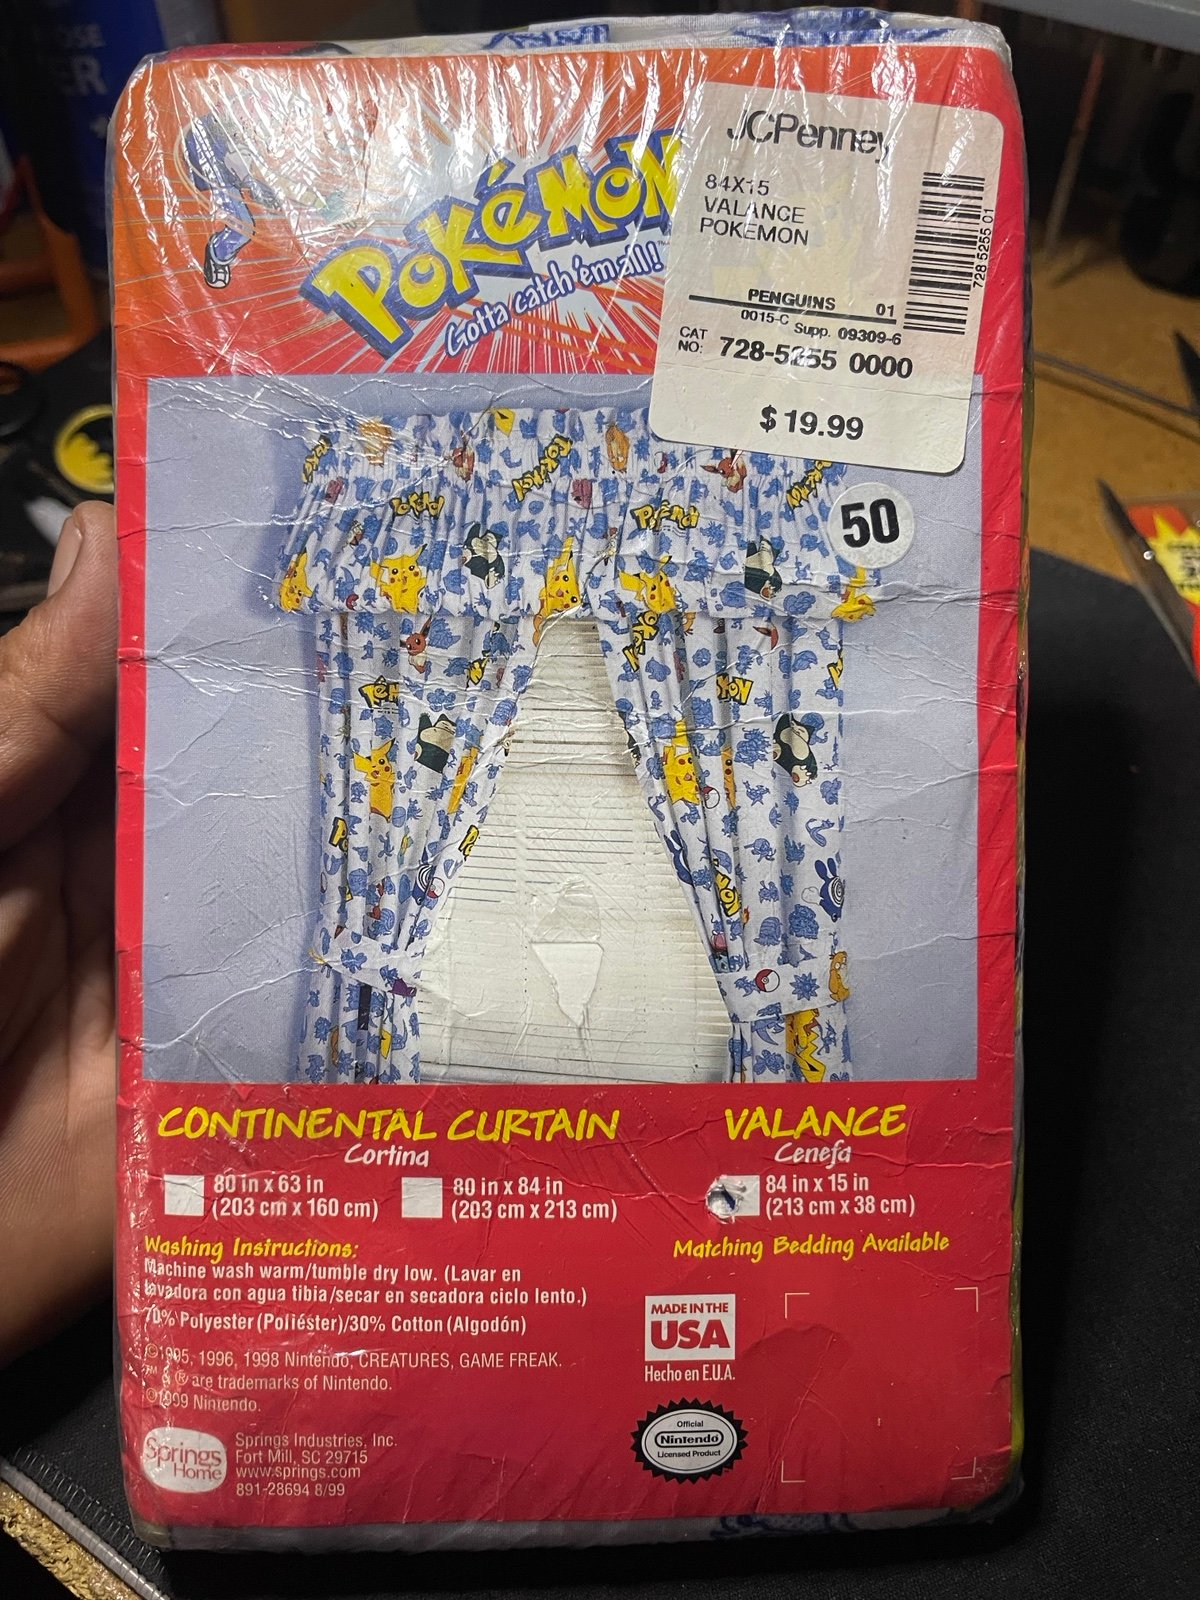 OSE
ER
POKéMON
Gotta catch 'em all!™
JCPenney
84X15
VALANCE
POKEMON
PENGUINS 01
0015-C Supp. 09309-6
CAT NO: 728-5255 0000
$19.99
728 5255 01
50
CONTINENTAL CURTAIN
Cortina
80 in x 63 in
(203 cm x 160 cm)
80 in x 84 in
(203 cm x 213 cm)
VALANCE
Cenefa
84 in x 15 in
(213 cm x 38 cm)
Washing Instructions:
Machine wash warm/tumble dry low. (Lavar en
lavadora con agua tibia/secar en secadora ciclo lento.)
70% Polyester (Poliéster)/30% Cotton (Algodón)
Matching Bedding Available
©1995, 1996, 1998 Nintendo, CREATURES, GAME FREAK.
™ & ® are trademarks of Nintendo.
©1999 Nintendo.
MADE IN THE
USA
Hecho en E.U.A.
Springs
Home
Springs Industries, Inc.
Fort Mill, SC 29715
www.springs.com
891-28694 8/99
Official
Nintendo
Licensed Product